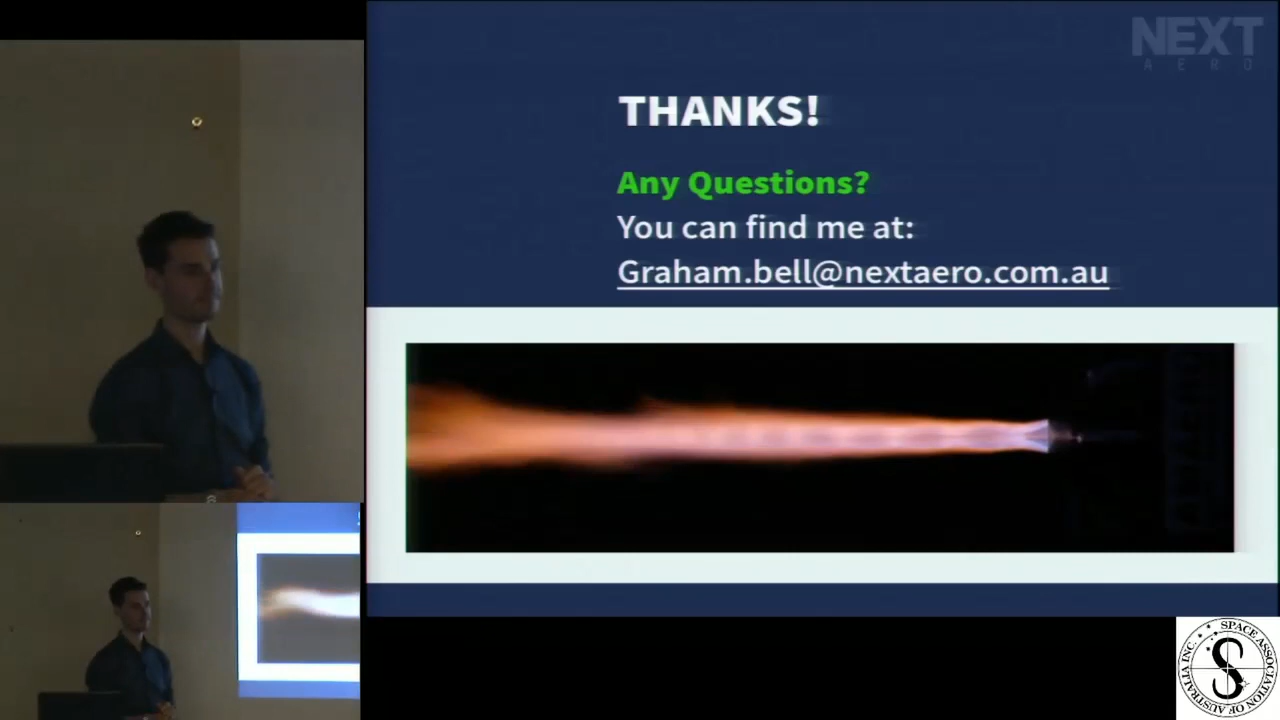 NEXT
AERO
THANKS!
Any Questions?
You can find me at:
Graham.bell@nextaero.com.au
SPACE ASSOCIATION
OF AUSTRALIA INC.
S